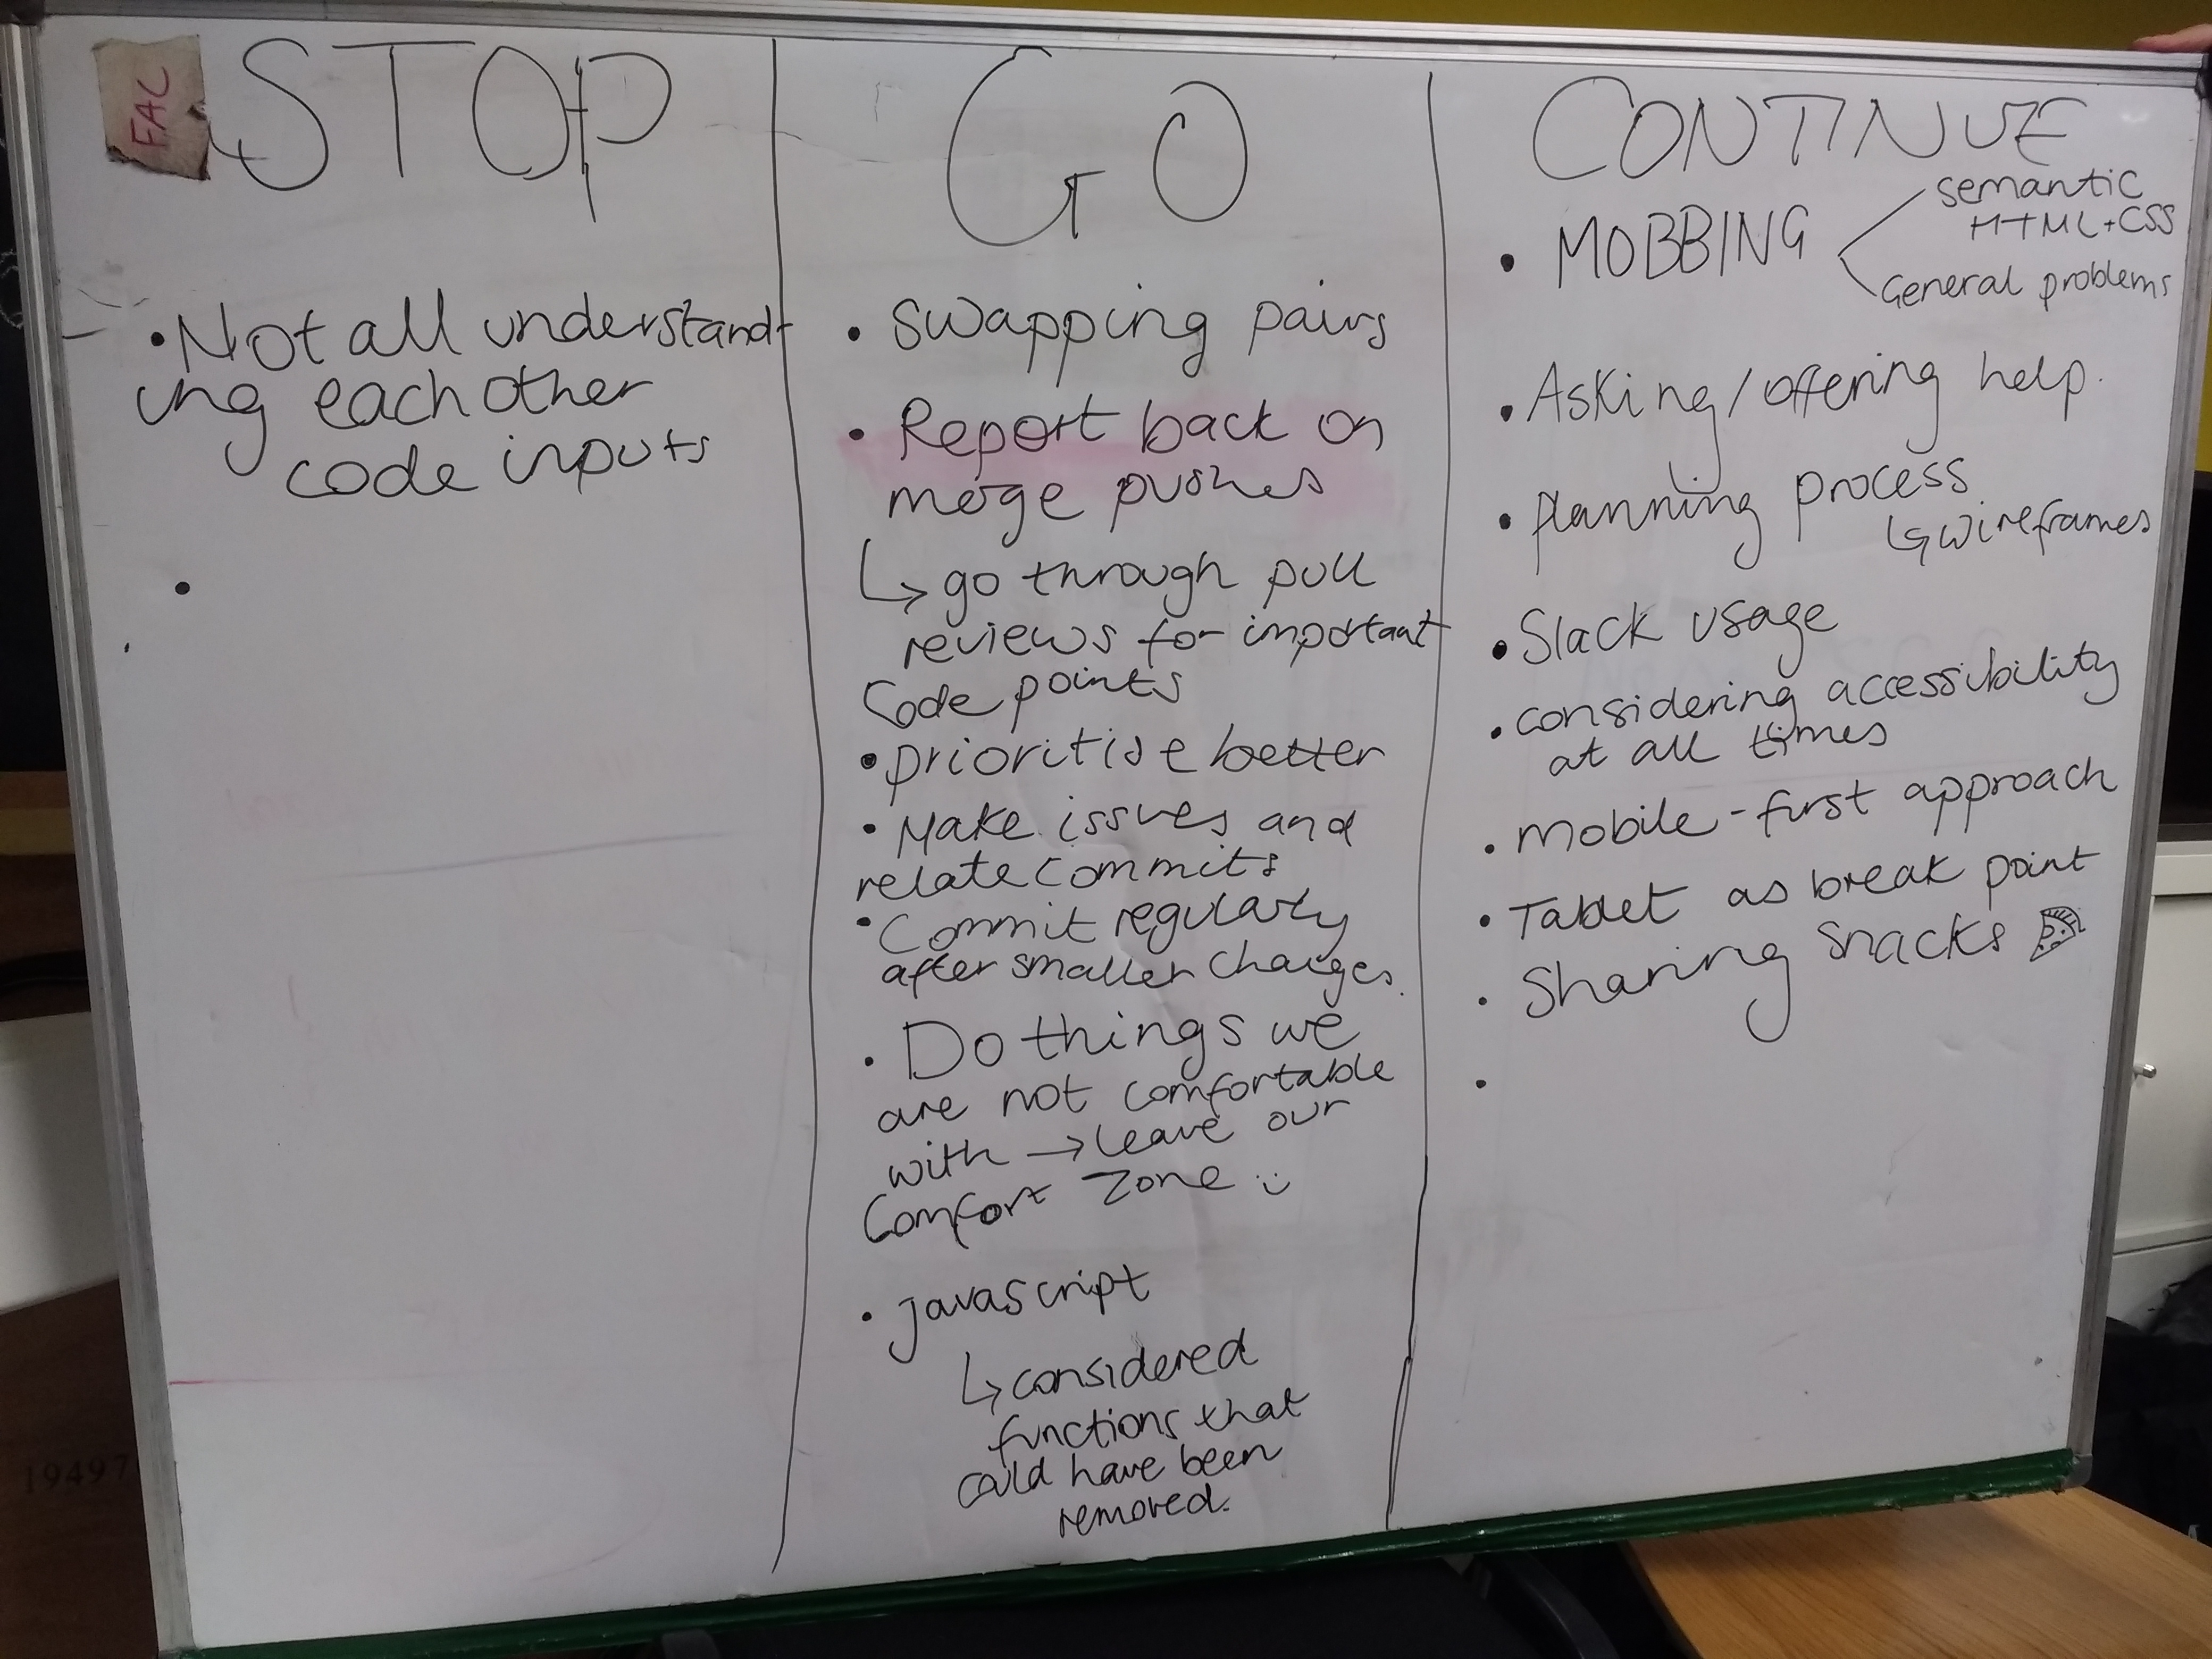 FAC
STOP
• Not all understand
ing each other
code inputs
•
GO
• Swapping pairs
• Report back on
merge pushes
↳ go through pull
reviews for important
Code points
• prioritise better
• Make issues and
relate commits
• Commit regularly
after smaller changes.
• Do things we
are not comfortable
with → leave our
Comfort Zone :)
• javascript
↳ considered
functions that
could have been
removed.
CONTINUE
• MOBBING
semantic
HTML + CSS
General problems
• Asking / offering help.
• planning process
↳ wireframes
• Slack usage
• considering accessibility
at all times
• mobile-first approach
• Tablet as break point
• Sharing snacks
•
19497